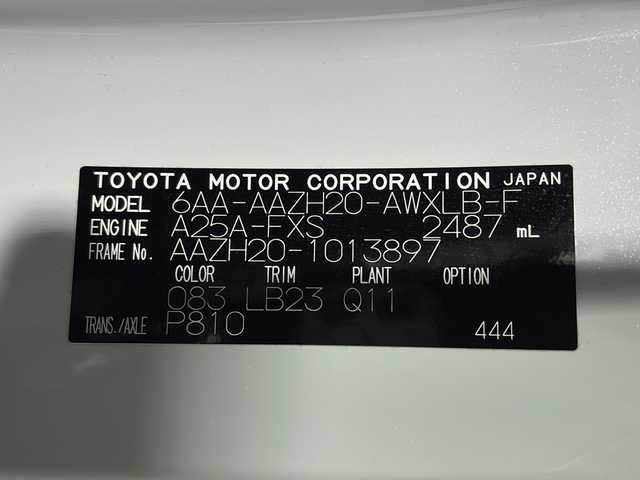 TOYOTA MOTOR CORPORATION JAPAN
MODEL 6AA-AAZH20-AWXLB-F
ENGINE A25A-FXS 2487 mL
FRAME No. AAZH20-1013897
COLOR TRIM PLANT OPTION
083 LB23 Q11
TRANS./AXLE P810 444